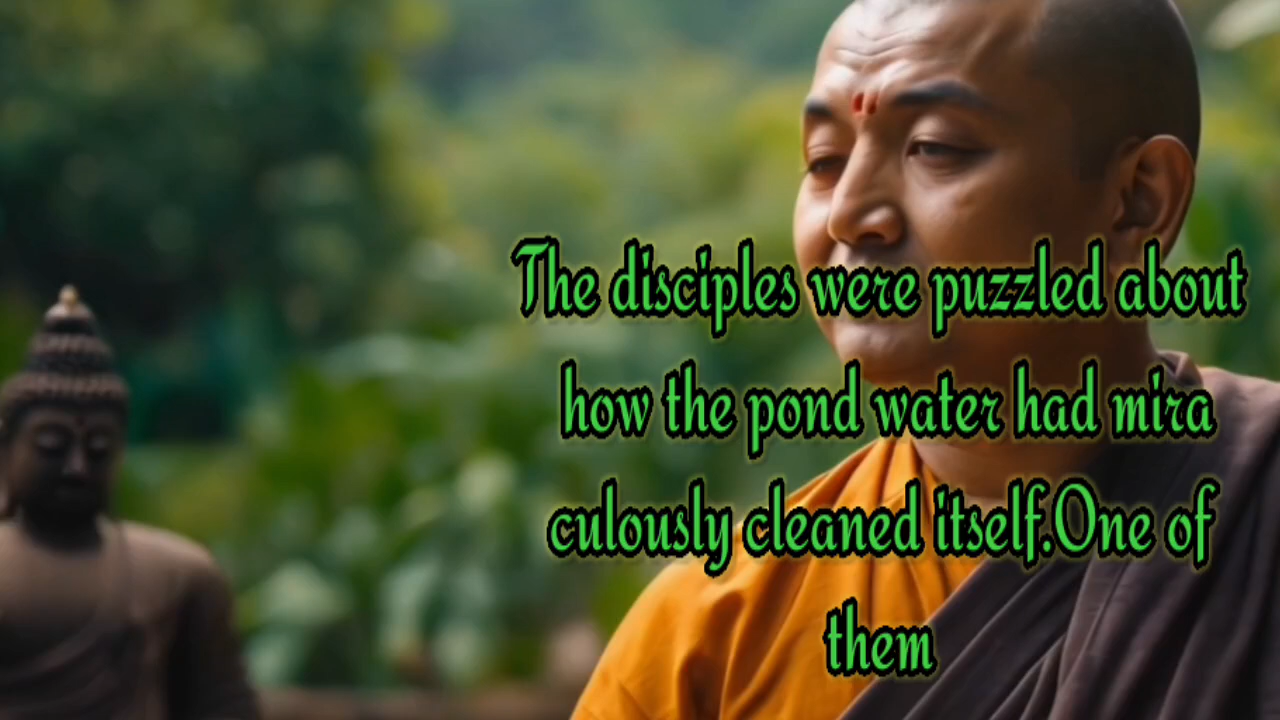 The disciples were puzzled about
how the pond water had mira
culously cleaned itself.One of
them